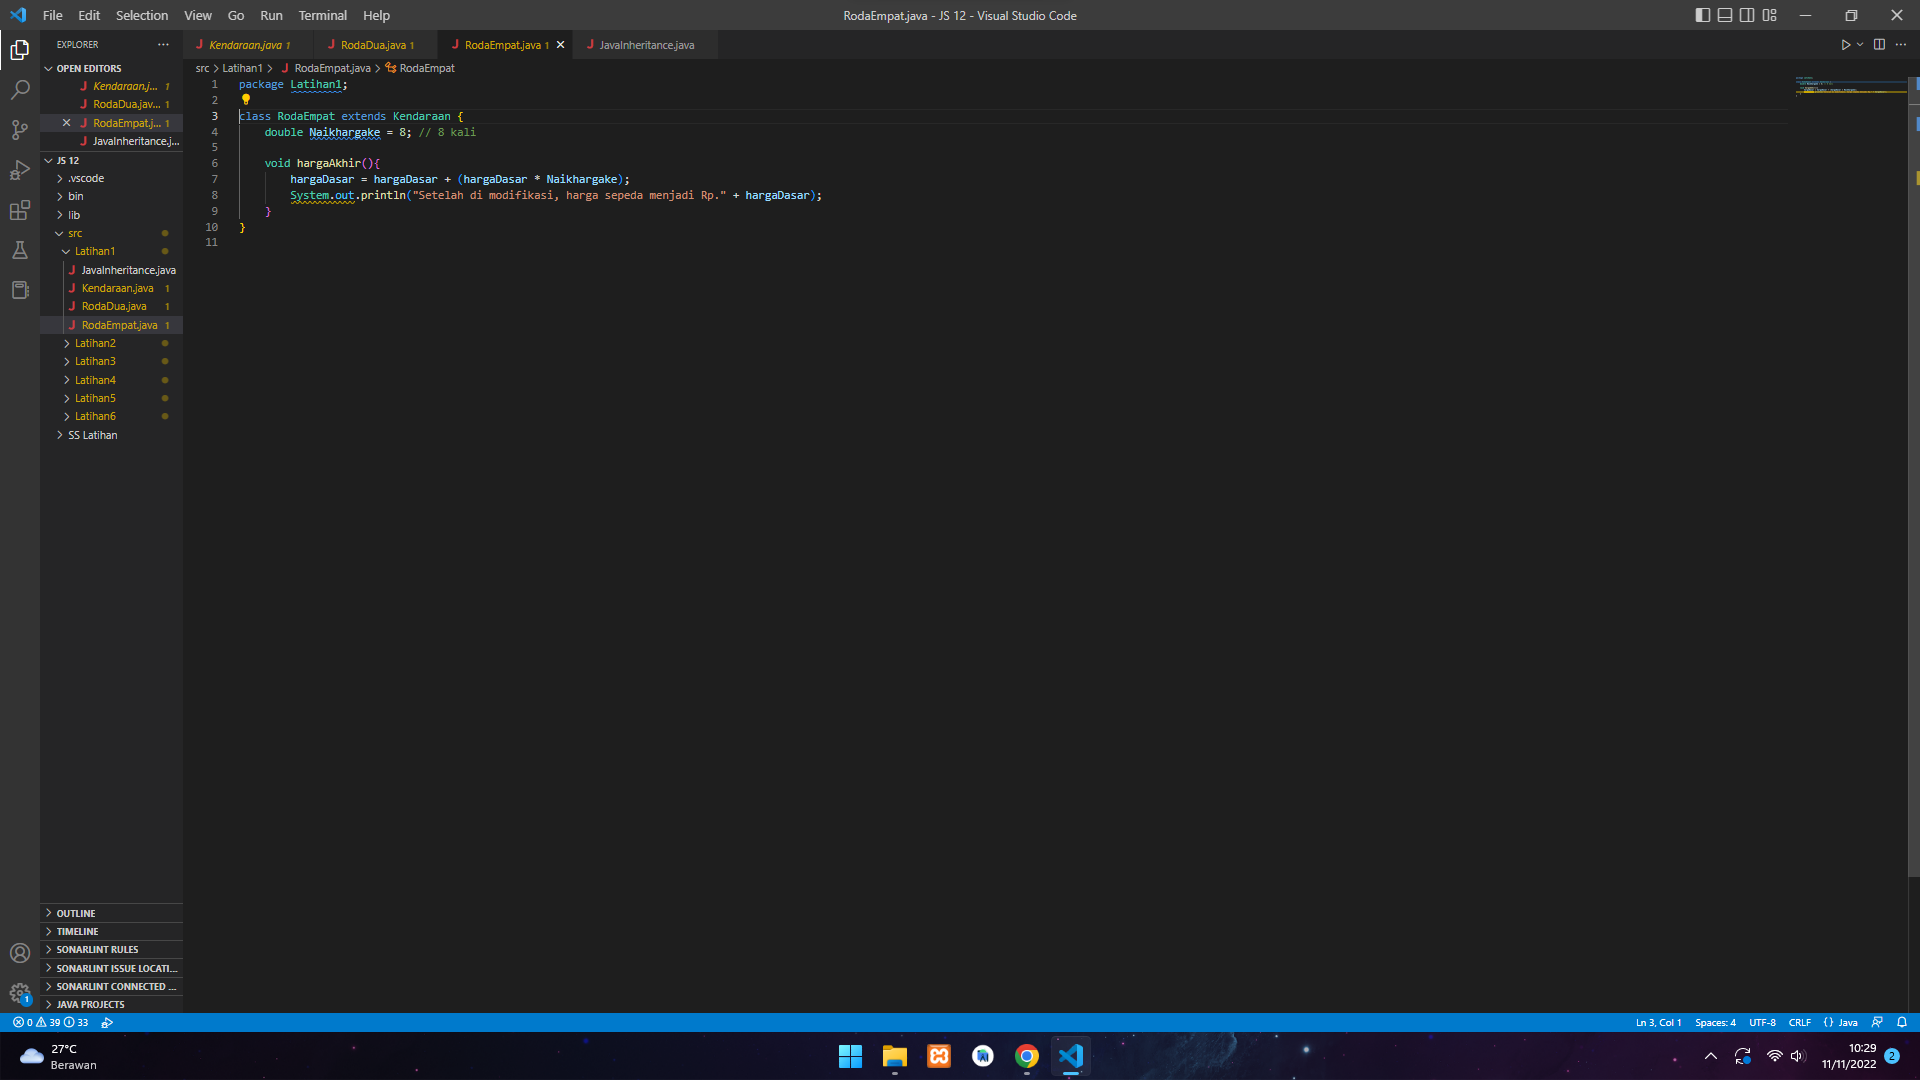 File Edit Selection View Go Run Terminal Help
RodaEmpat.java - JS 12 - Visual Studio Code
EXPLORER
Kendaraan.java 1
RodaDua.java 1
RodaEmpat.java 1
JavaInheritance.java
OPEN EDITORS
Kendaraan.j... 1
RodaDua.jav... 1
RodaEmpat.j... 1
JavaInheritance.j...
JS 12
.vscode
bin
lib
src
Latihan1
JavaInheritance.java
Kendaraan.java 1
RodaDua.java 1
RodaEmpat.java 1
Latihan2
Latihan3
Latihan4
Latihan5
Latihan6
SS Latihan
OUTLINE
TIMELINE
SONARLINT RULES
SONARLINT ISSUE LOCATI...
SONARLINT CONNECTED ...
JAVA PROJECTS
src > Latihan1 > RodaEmpat.java > RodaEmpat
1 package Latihan1;
2
3 class RodaEmpat extends Kendaraan {
4 double Naikhargake = 8; // 8 kali
5
6 void hargaAkhir(){
7 hargaDasar = hargaDasar + (hargaDasar * Naikhargake);
8 System.out.println("Setelah di modifikasi, harga sepeda menjadi Rp." + hargaDasar);
9 }
10 }
11
1
0 39 33
Ln 3, Col 1 Spaces: 4 UTF-8 CRLF {} Java
27°C
Berawan
10:29
11/11/2022
2